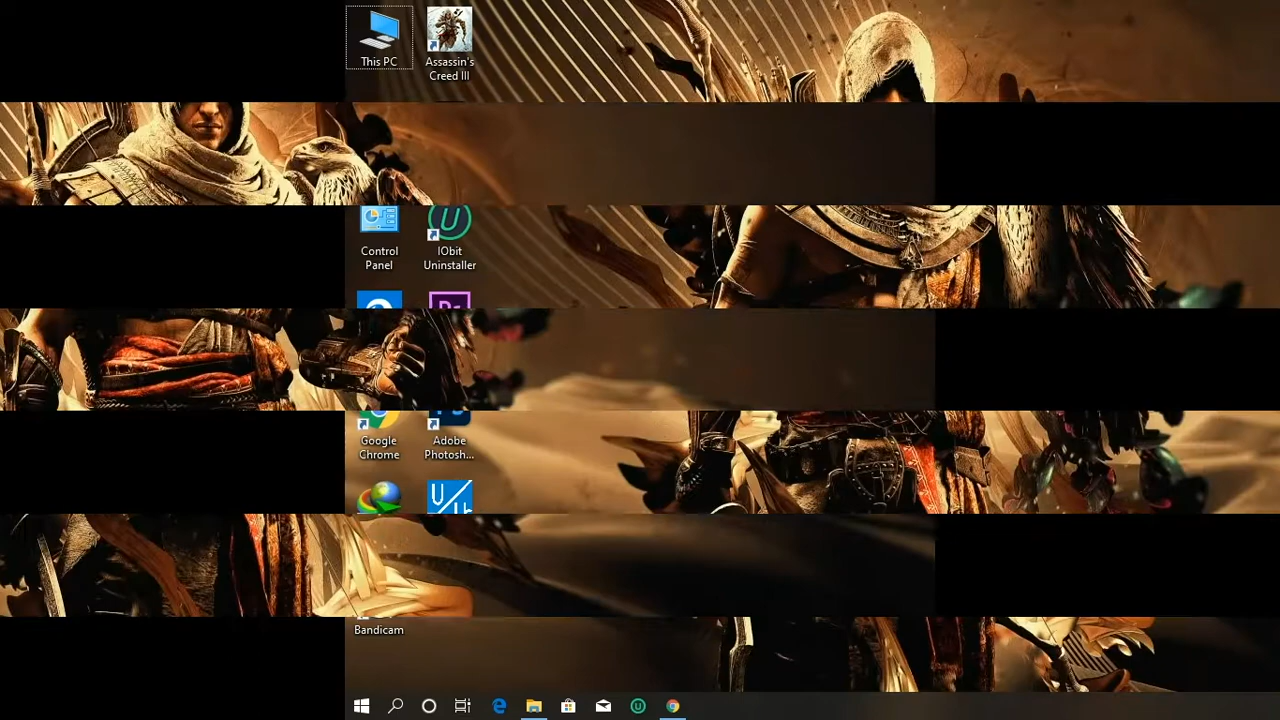 This PC
Assassin's
Creed III
Control
Panel
IObit
Uninstaller
Google
Chrome
Adobe
Photosh...
Bandicam